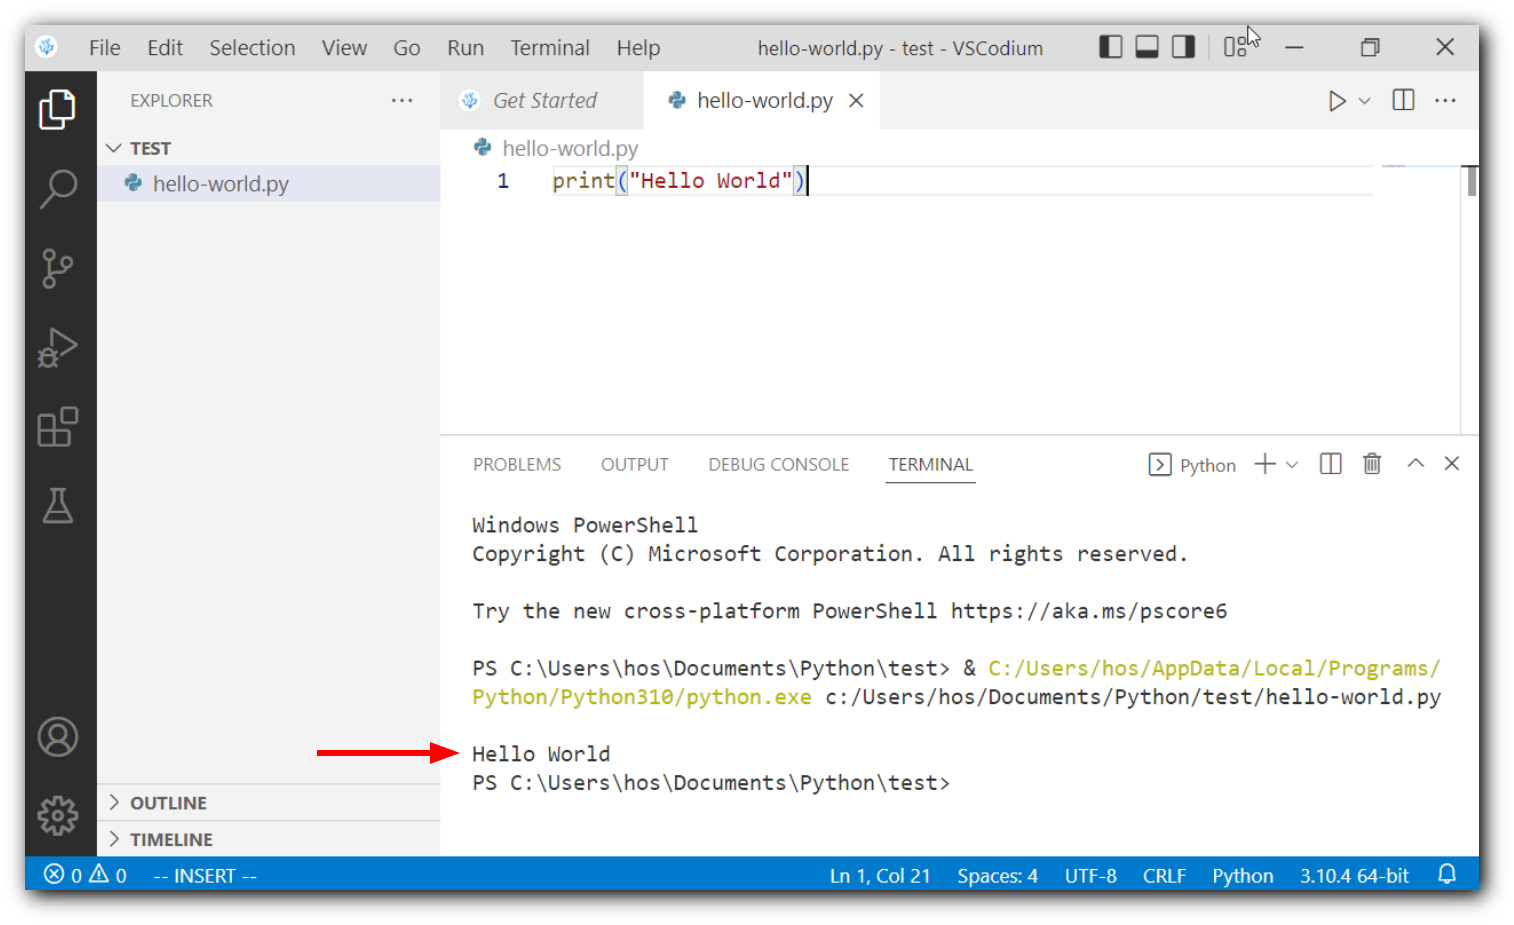 File Edit Selection View Go Run Terminal Help hello-world.py - test - VSCodium
EXPLORER
TEST
hello-world.py
OUTLINE
TIMELINE
Get Started hello-world.py
hello-world.py
1 print("Hello World")
PROBLEMS OUTPUT DEBUG CONSOLE TERMINAL Python
Windows PowerShell
Copyright (C) Microsoft Corporation. All rights reserved.
Try the new cross-platform PowerShell https://aka.ms/pscore6
PS C:\Users\hos\Documents\Python\test> & C:/Users/hos/AppData/Local/Programs/
Python/Python310/python.exe c:/Users/hos/Documents/Python/test/hello-world.py
Hello World
PS C:\Users\hos\Documents\Python\test>
0 0 -- INSERT -- Ln 1, Col 21 Spaces: 4 UTF-8 CRLF Python 3.10.4 64-bit